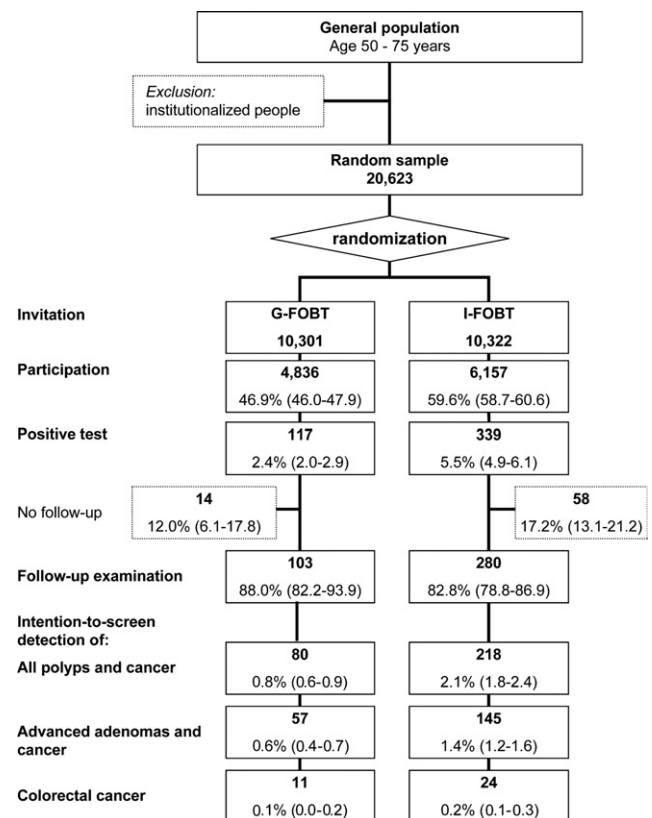 General population
Age 50 - 75 years
Exclusion:
institutionalized people
Random sample
20,623
randomization
Invitation
G-FOBT
10,301
I-FOBT
10,322
Participation
4,836
46.9% (46.0-47.9)
6,157
59.6% (58.7-60.6)
Positive test
117
2.4% (2.0-2.9)
339
5.5% (4.9-6.1)
No follow-up
14
12.0% (6.1-17.8)
58
17.2% (13.1-21.2)
Follow-up examination
103
88.0% (82.2-93.9)
280
82.8% (78.8-86.9)
Intention-to-screen
detection of:
All polyps and cancer
80
0.8% (0.6-0.9)
218
2.1% (1.8-2.4)
Advanced adenomas and
cancer
57
0.6% (0.4-0.7)
145
1.4% (1.2-1.6)
Colorectal cancer
11
0.1% (0.0-0.2)
24
0.2% (0.1-0.3)